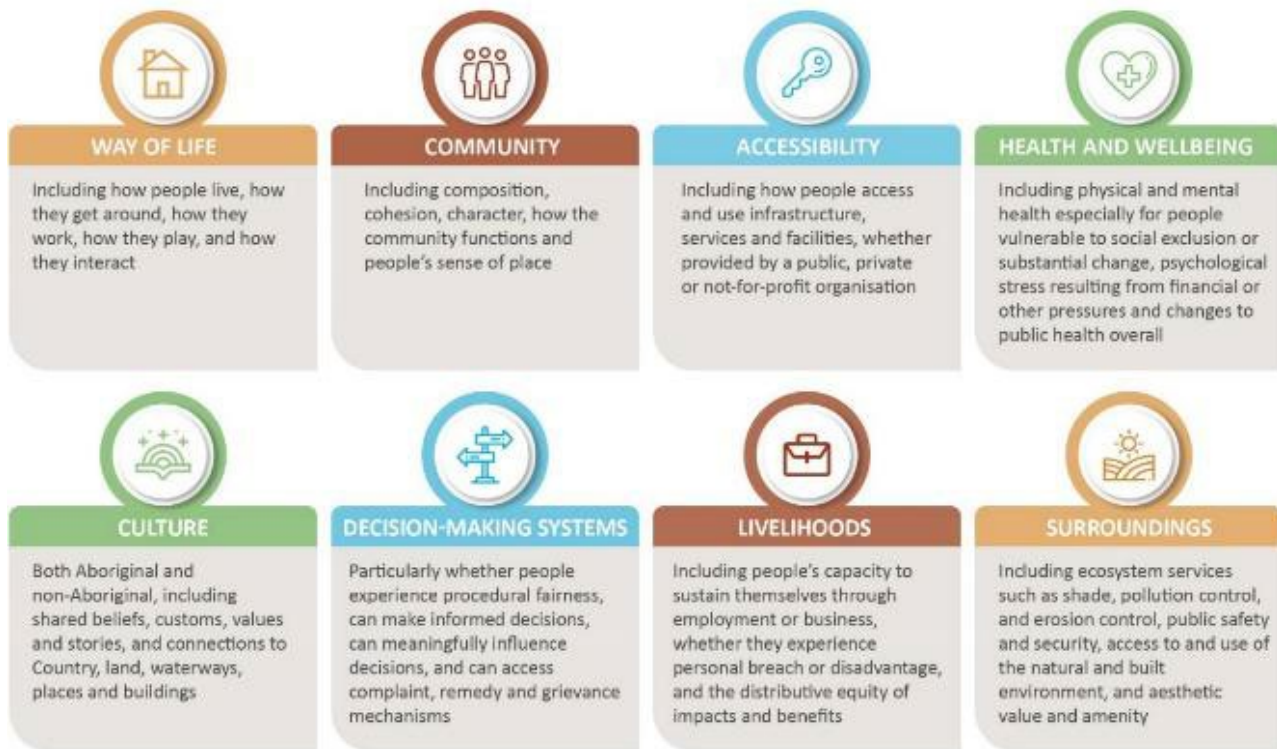 WAY OF LIFE
Including how people live, how
they get around, how they
work, how they play, and how
they interact
COMMUNITY
Including composition,
cohesion, character, how the
community functions and
people's sense of place
ACCESSIBILITY
Including how people access
and use infrastructure,
services and facilities, whether
provided by a public, private
or not-for-profit organisation
HEALTH AND WELLBEING
Including physical and mental
health especially for people
vulnerable to social exclusion or
substantial change, psychological
stress resulting from financial or
other pressures and changes to
public health overall
CULTURE
Both Aboriginal and
non-Aboriginal, including
shared beliefs, customs, values
and stories, and connections to
Country, land, waterways,
places and buildings
DECISION-MAKING SYSTEMS
Particularly whether people
experience procedural fairness,
can make informed decisions,
can meaningfully influence
decisions, and can access
complaint, remedy and grievance
mechanisms
LIVELIHOODS
Including people's capacity to
sustain themselves through
employment or business,
whether they experience
personal breach or disadvantage,
and the distributive equity of
impacts and benefits
SURROUNDINGS
Including ecosystem services
such as shade, pollution control,
and erosion control, public safety
and security, access to and use of
the natural and built
environment, and aesthetic
value and amenity